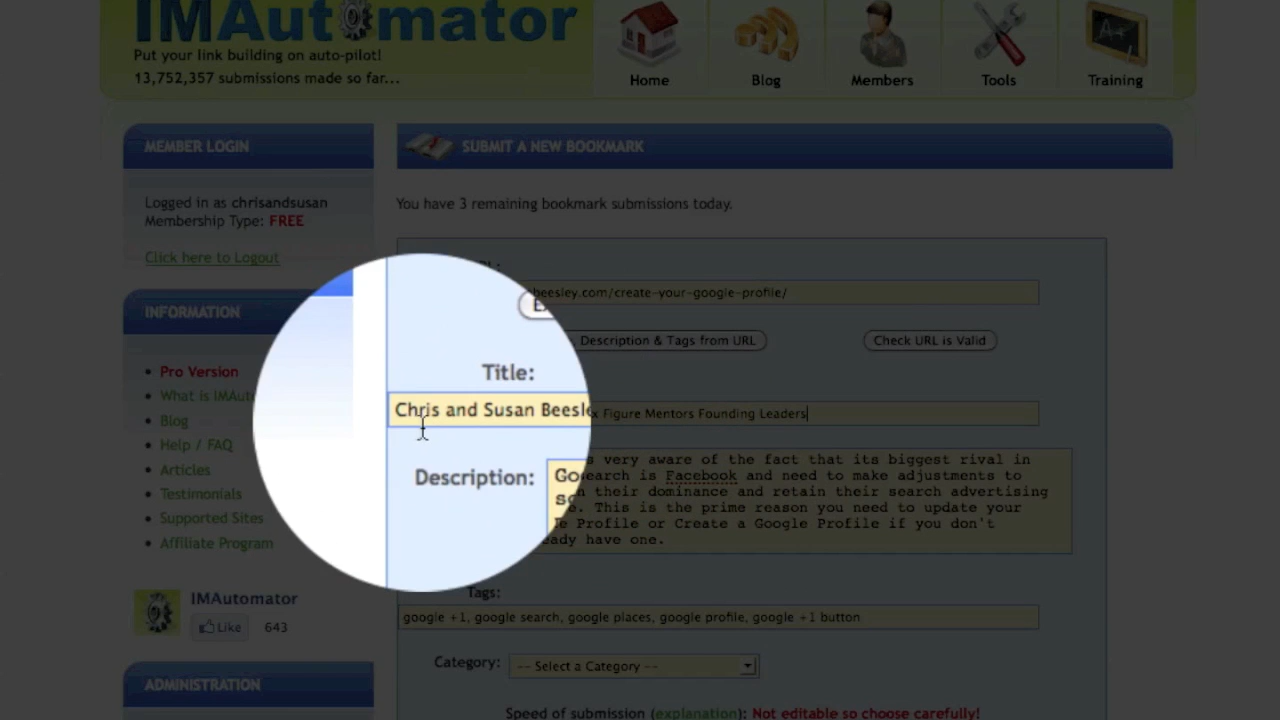 IMAutomator
Put your link building on auto-pilot!
13,752,357 submissions made so far...
Home
Blog
Members
Tools
Training
MEMBER LOGIN
Logged in as chrisandsusan
Membership Type: FREE
Click here to Logout
INFORMATION
Pro Version
What is IMAuto
Blog
Help / FAQ
Articles
Testimonials
Supported Sites
Affiliate Program
IMAutomator
Like 643
ADMINISTRATION
SUBMIT A NEW BOOKMARK
You have 3 remaining bookmark submissions today.
beesley.com/create-your-google-profile/
Description & Tags from URL
Check URL is Valid
Title:
Chris and Susan Beesle x Figure Mentors Founding Leaders
Description:
Go s very aware of the fact that its biggest rival in
search is Facebook and need to make adjustments to
so n their dominance and retain their search advertising
e. This is the prime reason you need to update your
e Profile or Create a Google Profile if you don't
eady have one.
Tags:
google +1, google search, google places, google profile, google +1 button
Category: -- Select a Category --
Speed of submission (explanation): Not editable so choose carefully!